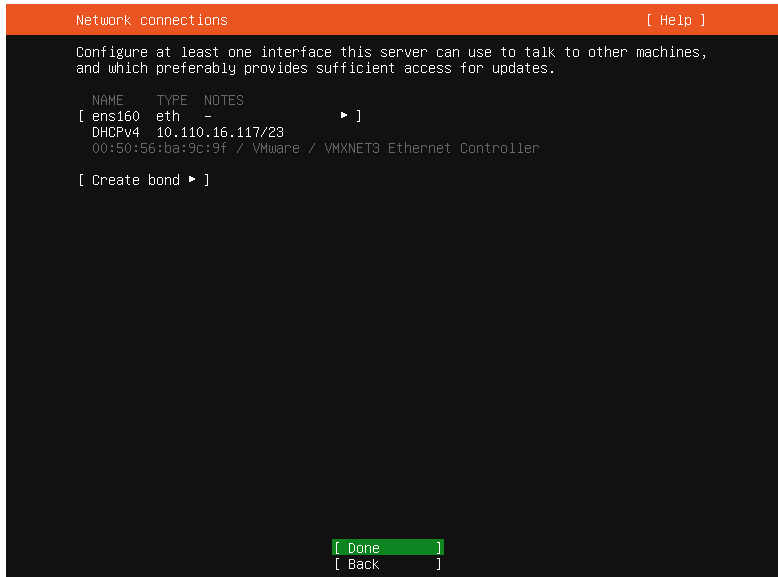 Network connections [ Help ]
Configure at least one interface this server can use to talk to other machines,
and which preferably provides sufficient access for updates.
NAME TYPE NOTES
[ ens160 eth - ▸ ]
DHCPv4 10.110.16.117/23
00:50:56:ba:9c:9f / VMware / VMXNET3 Ethernet Controller
[ Create bond ▸ ]
[ Done ]
[ Back ]